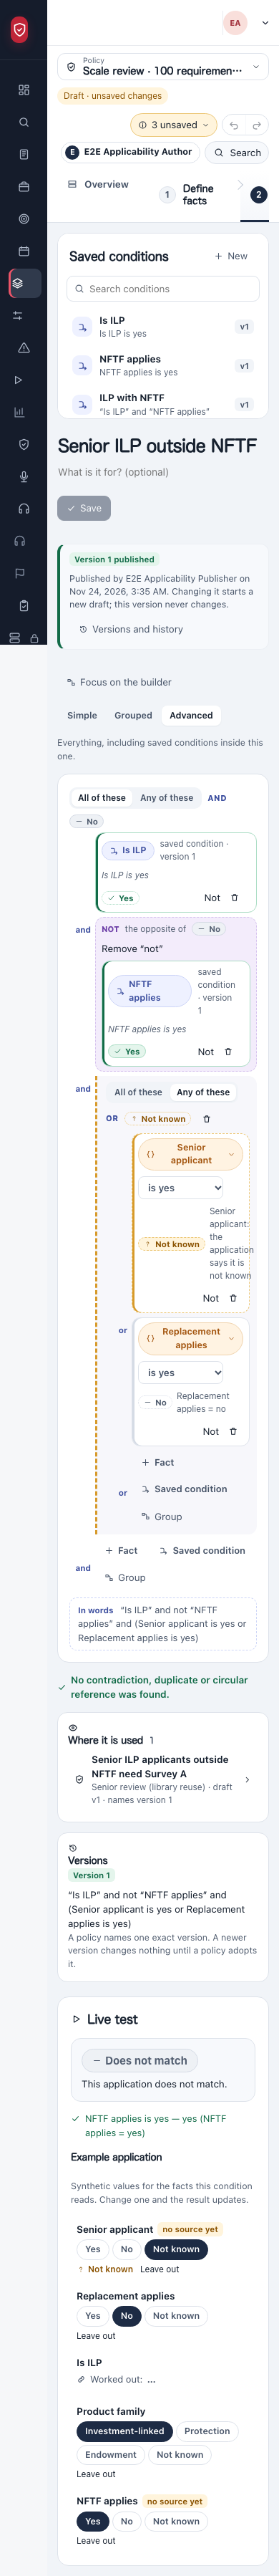 EA
Policy
Scale review · 100 requiremen···
Draft · unsaved changes
3 unsaved
E E2E Applicability Author
Search
Overview
1 Define facts
2
Saved conditions
New
Search conditions
Is ILP
Is ILP is yes
v1
NFTF applies
NFTF applies is yes
v1
ILP with NFTF
“Is ILP” and “NFTF applies”
v1
Senior ILP outside NFTF
What is it for? (optional)
Save
Version 1 published
Published by E2E Applicability Publisher on
Nov 24, 2026, 3:35 AM. Changing it starts a
new draft; this version never changes.
Versions and history
Focus on the builder
Simple Grouped Advanced
Everything, including saved conditions inside this
one.
All of these Any of these AND
No
Is ILP
saved condition ·
version 1
Is ILP is yes
Yes
Not
and
NOT the opposite of No
Remove “not”
NFTF
applies
saved
condition
· version
1
NFTF applies is yes
Yes
Not
and
All of these Any of these
OR Not known
Senior
applicant
is yes
Not known
Senior
applicant:
the
application
says it is
not known
Not
or
Replacement
applies
is yes
No
Replacement
applies = no
Not
or
Fact
Saved condition
Group
and
Fact Saved condition
Group
In words “Is ILP” and not “NFTF
applies” and (Senior applicant is yes or
Replacement applies is yes)
No contradiction, duplicate or circular
reference was found.
Where it is used 1
Senior ILP applicants outside
NFTF need Survey A
Senior review (library reuse) · draft
v1 · names version 1
Versions
Version 1
“Is ILP” and not “NFTF applies” and
(Senior applicant is yes or Replacement
applies is yes)
A policy names one exact version. A newer
version changes nothing until a policy adopts
it.
Live test
Does not match
This application does not match.
NFTF applies is yes — yes (NFTF
applies = yes)
Example application
Synthetic values for the facts this condition
reads. Change one and the result updates.
Senior applicant no source yet
Yes No Not known
? Not known Leave out
Replacement applies
Yes No Not known
Leave out
Is ILP
Worked out: ...
Product family
Investment-linked Protection
Endowment Not known
Leave out
NFTF applies no source yet
Yes No Not known
Leave out